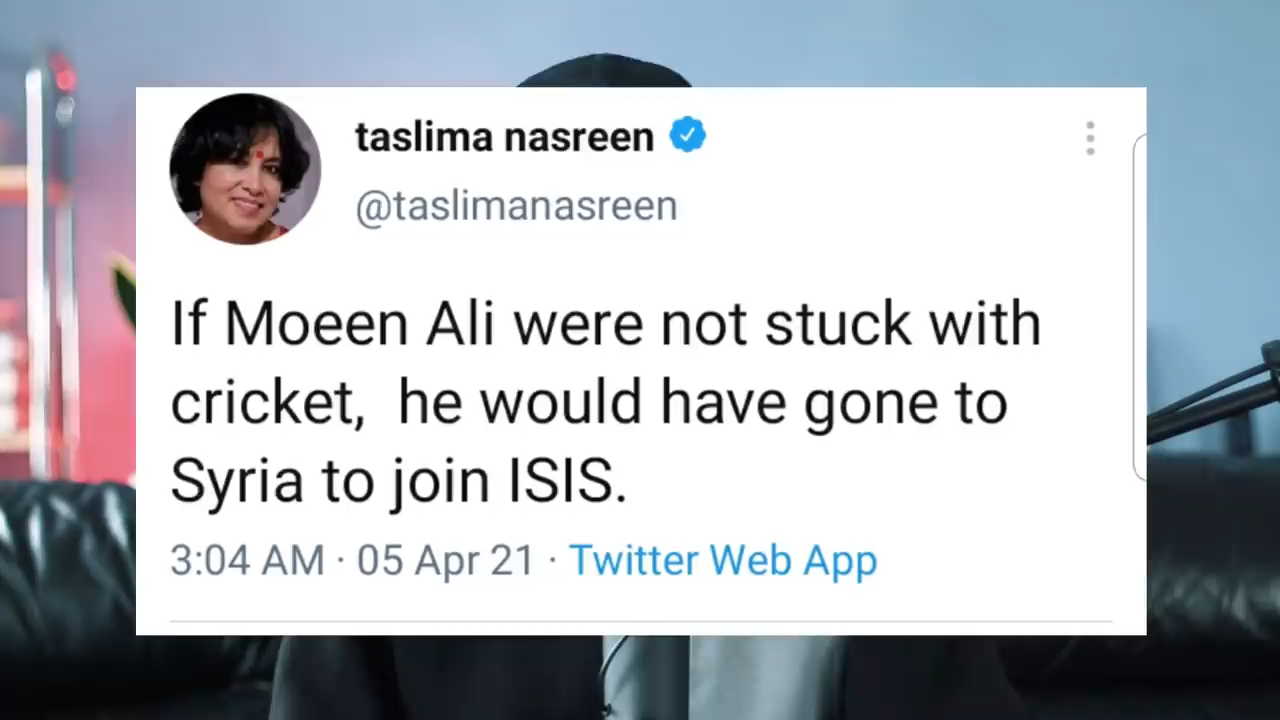 taslima nasreen
@taslimanasreen
If Moeen Ali were not stuck with
cricket,  he would have gone to
Syria to join ISIS.
3:04 AM · 05 Apr 21 · Twitter Web App